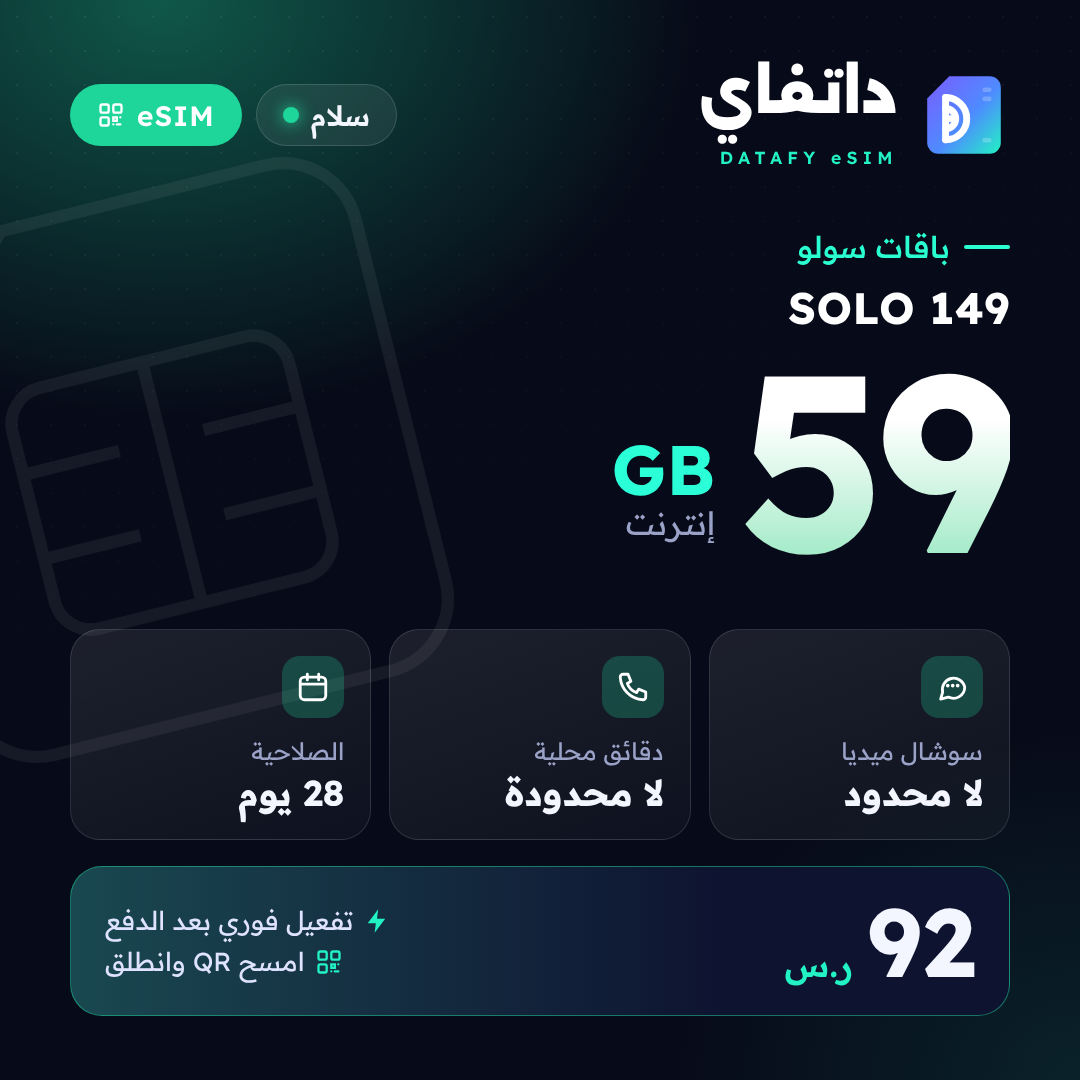 داتفاي
DATAFY eSIM
سلام
eSIM
باقات سولو
SOLO 149
59
GB
إنترنت
سوشال ميديا
لا محدود
دقائق محلية
لا محدودة
الصلاحية
28 يوم
92 ر.س
تفعيل فوري بعد الدفع
امسح QR وانطلق